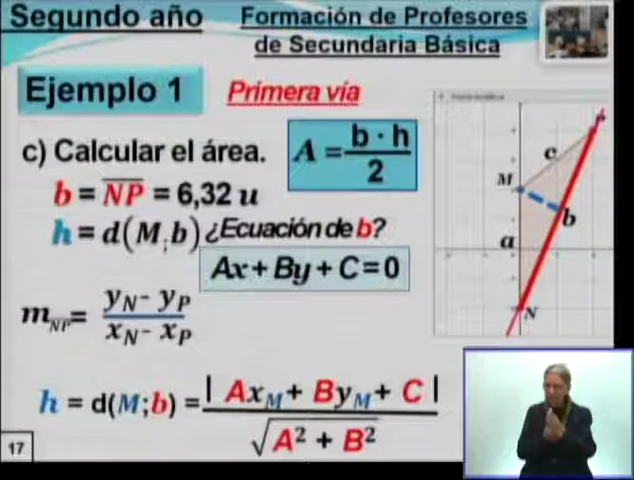 Segundo año
Formación de Profesores
de Secundaria Básica
Ejemplo 1
Primera vía
c) Calcular el área.
A = b · h / 2
b = NP = 6,32 u
h = d(M;b) ¿Ecuación de b?
Ax + By + C = 0
m_NP = (y_N - y_P) / (x_N - x_P)
h = d(M;b) = | Ax_M + By_M + C | / √(A² + B²)
c
M
b
a
N
17